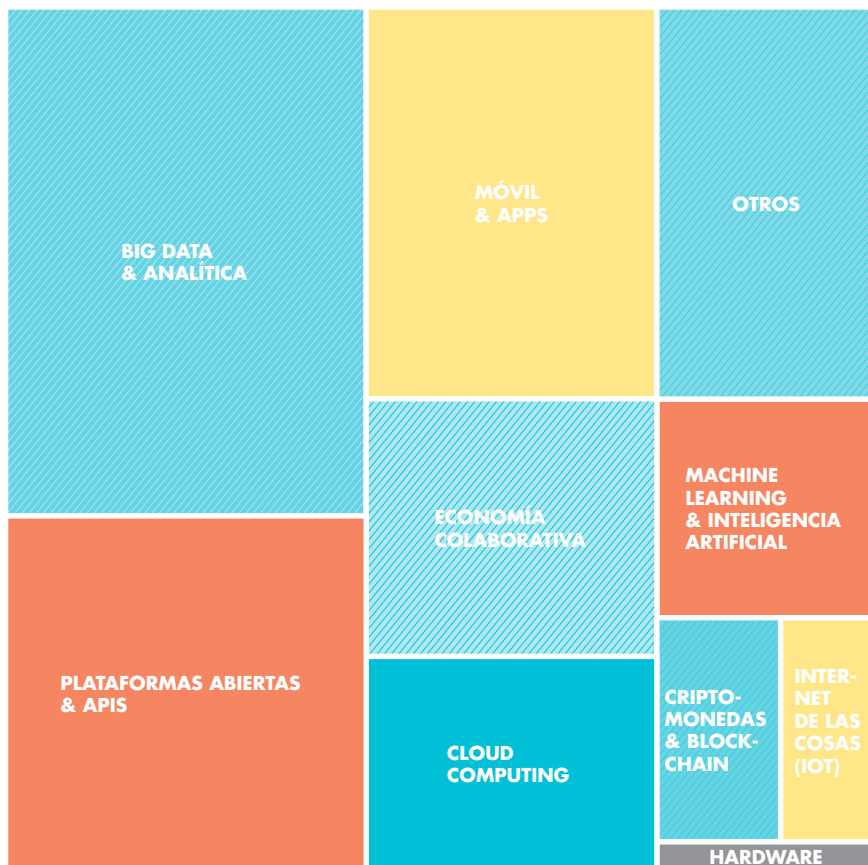 BIG DATA
& ANALÍTICA
MÓVIL
& APPS
OTROS
PLATAFORMAS ABIERTAS
& APIS
ECONOMÍA
COLABORATIVA
CLOUD
COMPUTING
MACHINE
LEARNING
& INTELIGENCIA
ARTIFICIAL
CRIPTO-
MONEDAS
& BLOCK-
CHAIN
INTER-
NET
DE LAS
COSAS
(IOT)
HARDWARE